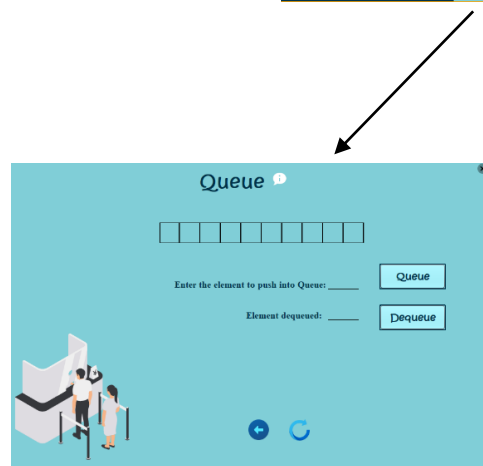 Queue
Enter the element to push into Queue:______ Queue
Element dequeued: ______ Dequeue